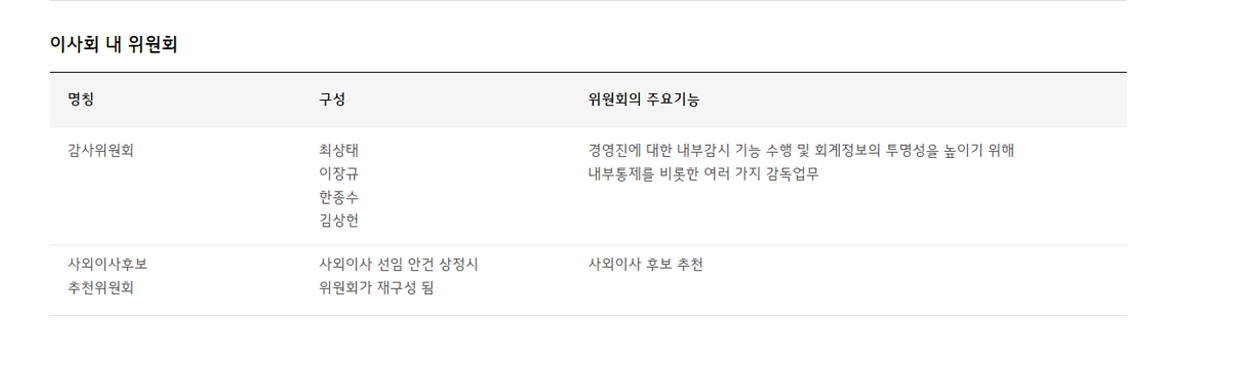 이사회 내 위원회
명칭 구성 위원회의 주요기능
감사위원회 최상태 경영진에 대한 내부감시 기능 수행 및 회계정보의 투명성을 높이기 위해
이장규 내부통제를 비롯한 여러 가지 감독업무
한종수
김상헌
사외이사후보 사외이사 선임 안건 상정시 사외이사 후보 추천
추천위원회 위원회가 재구성 됨